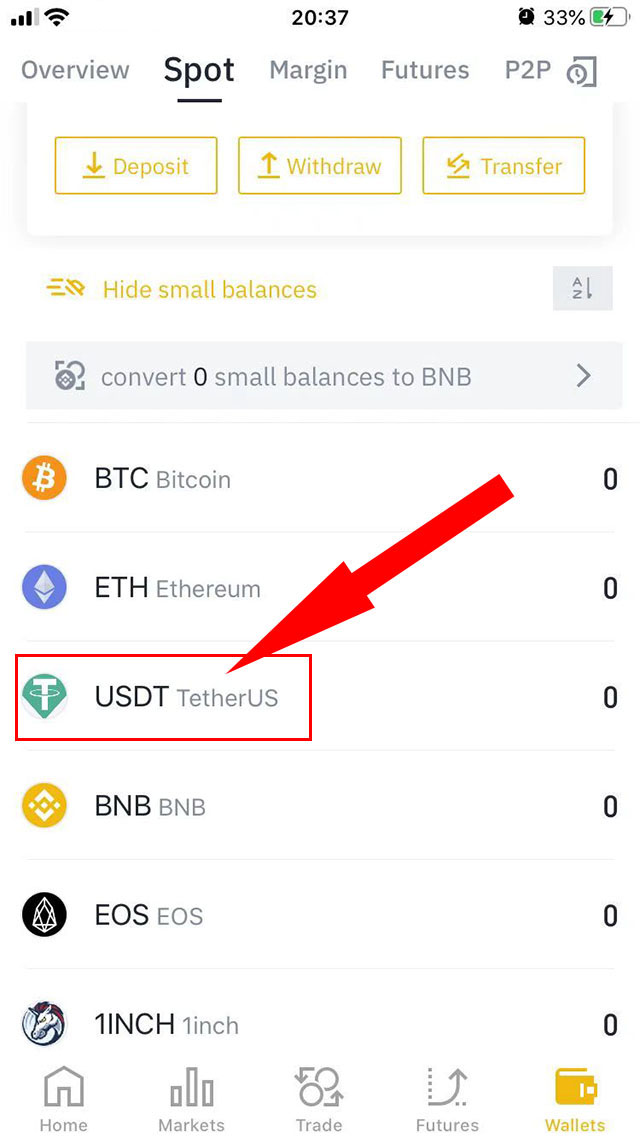 20:37 33%
Overview Spot Margin Futures P2P
Deposit Withdraw Transfer
Hide small balances
A
Z
convert 0 small balances to BNB
BTC Bitcoin 0
ETH Ethereum 0
USDT TetherUS 0
BNB BNB 0
EOS EOS 0
1INCH 1inch 0
Home Markets Trade Futures Wallets